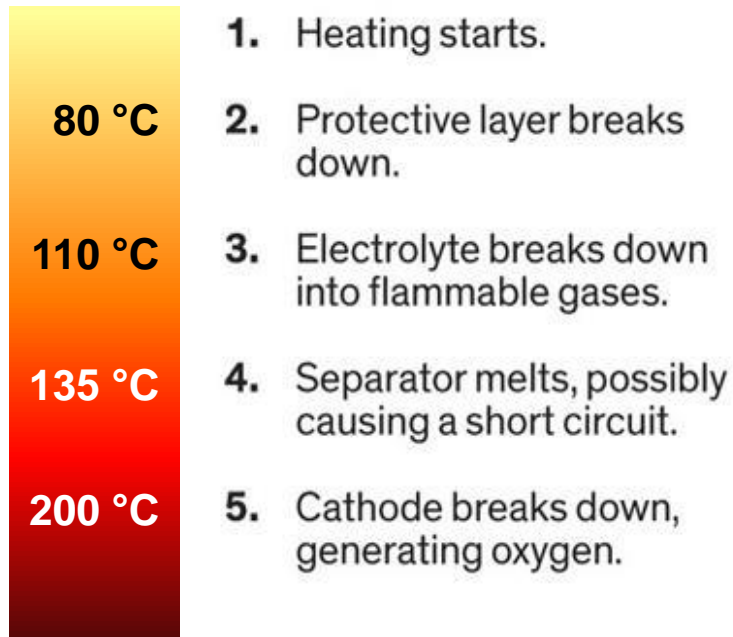 1. Heating starts.
80 °C 2. Protective layer breaks
down.
110 °C 3. Electrolyte breaks down
into flammable gases.
135 °C 4. Separator melts, possibly
causing a short circuit.
200 °C 5. Cathode breaks down,
generating oxygen.